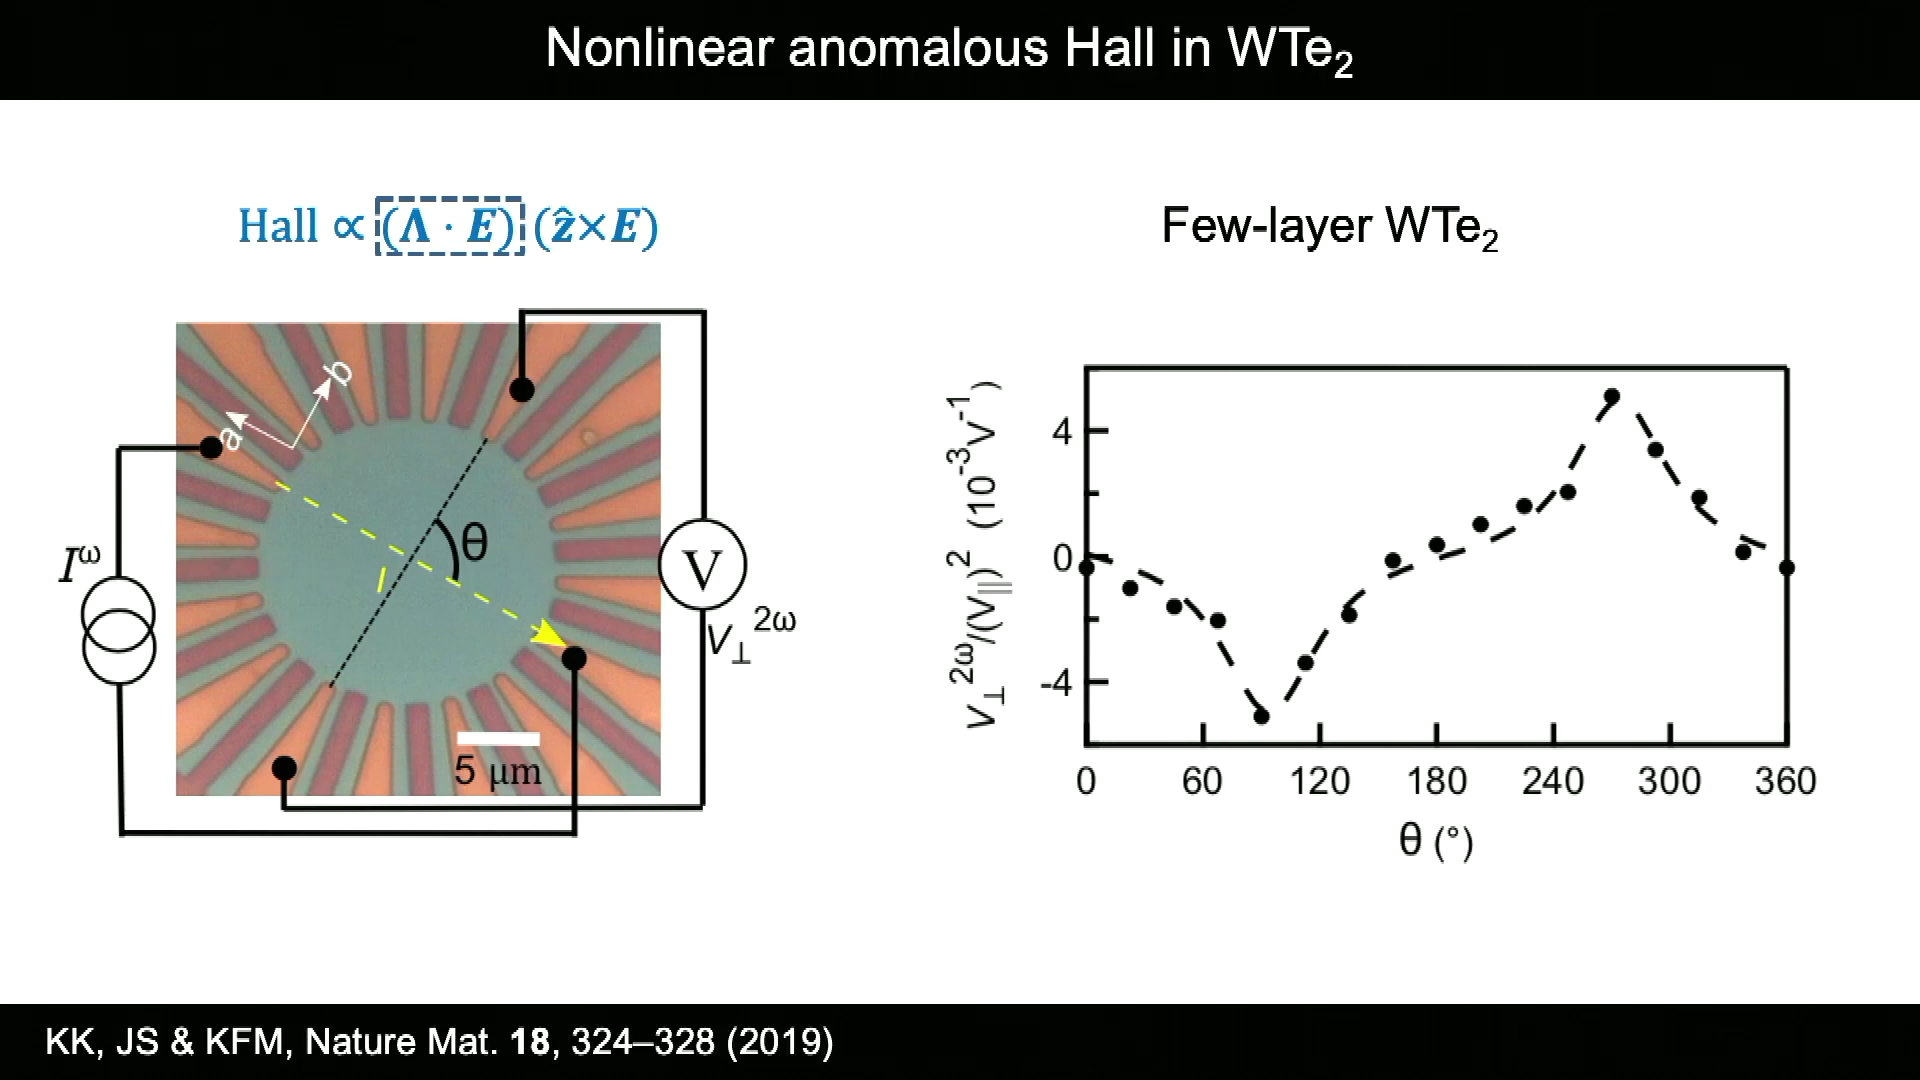 Nonlinear anomalous Hall in WTe₂
Hall ∝ (Λ · E) (ẑ×E)
Few-layer WTe₂
a
b
θ
I
I^ω
V
V⊥^2ω
5 μm
V⊥^2ω/(V||)^2 (10^-3V^-1)
4
0
-4
0 60 120 180 240 300 360
θ (°)
KK, JS & KFM, Nature Mat. 18, 324–328 (2019)